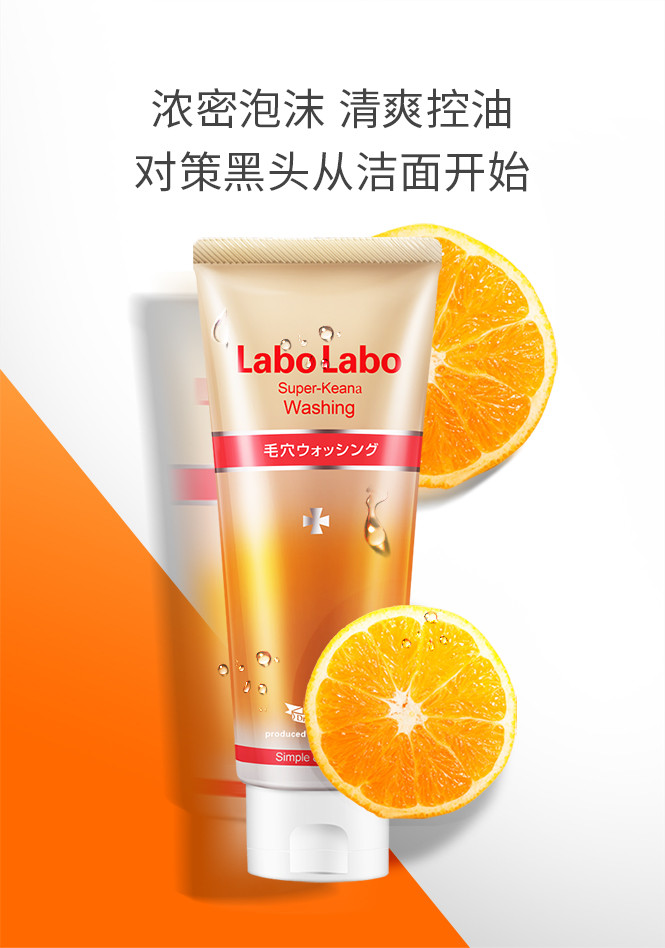 浓密泡沫 清爽控油
对策黑头从洁面开始
Labo Labo
Super-Keana
Washing
毛穴ウォッシング
produced
Simple